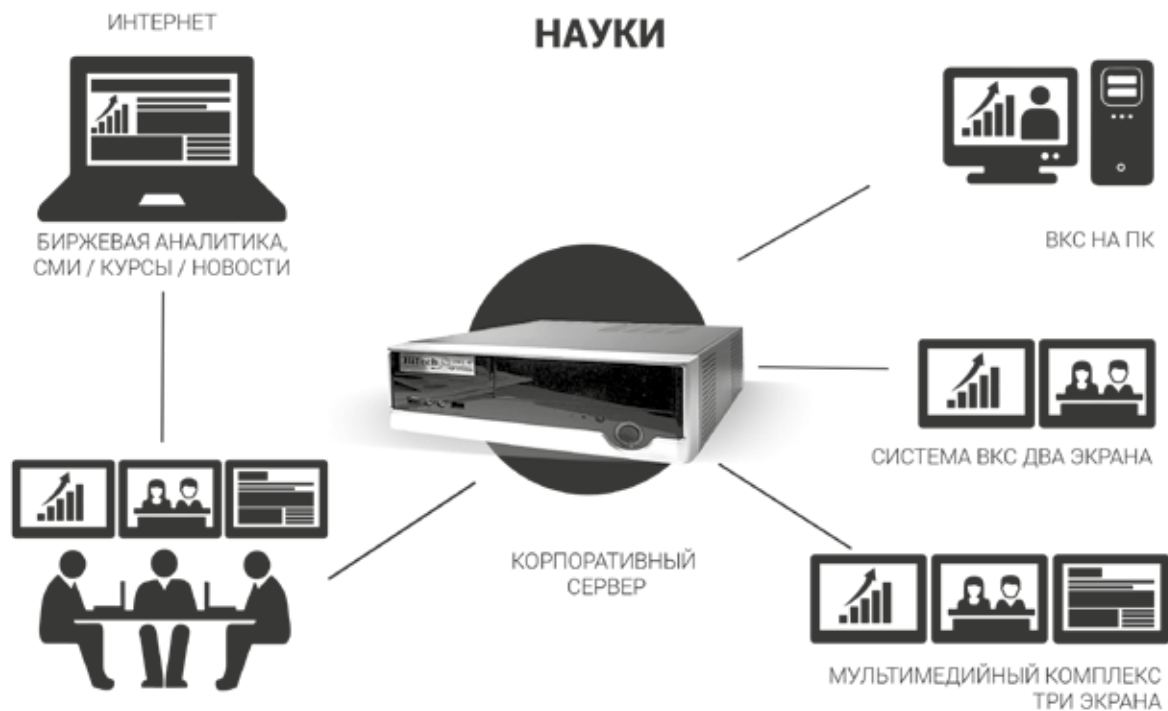 ИНТЕРНЕТ
НАУКИ
БИРЖЕВАЯ АНАЛИТИКА,
СМИ / КУРСЫ / НОВОСТИ
ВКС НА ПК
HiTech
СИСТЕМА ВКС ДВА ЭКРАНА
КОРПОРАТИВНЫЙ
СЕРВЕР
МУЛЬТИМЕДИЙНЫЙ КОМПЛЕКС
ТРИ ЭКРАНА